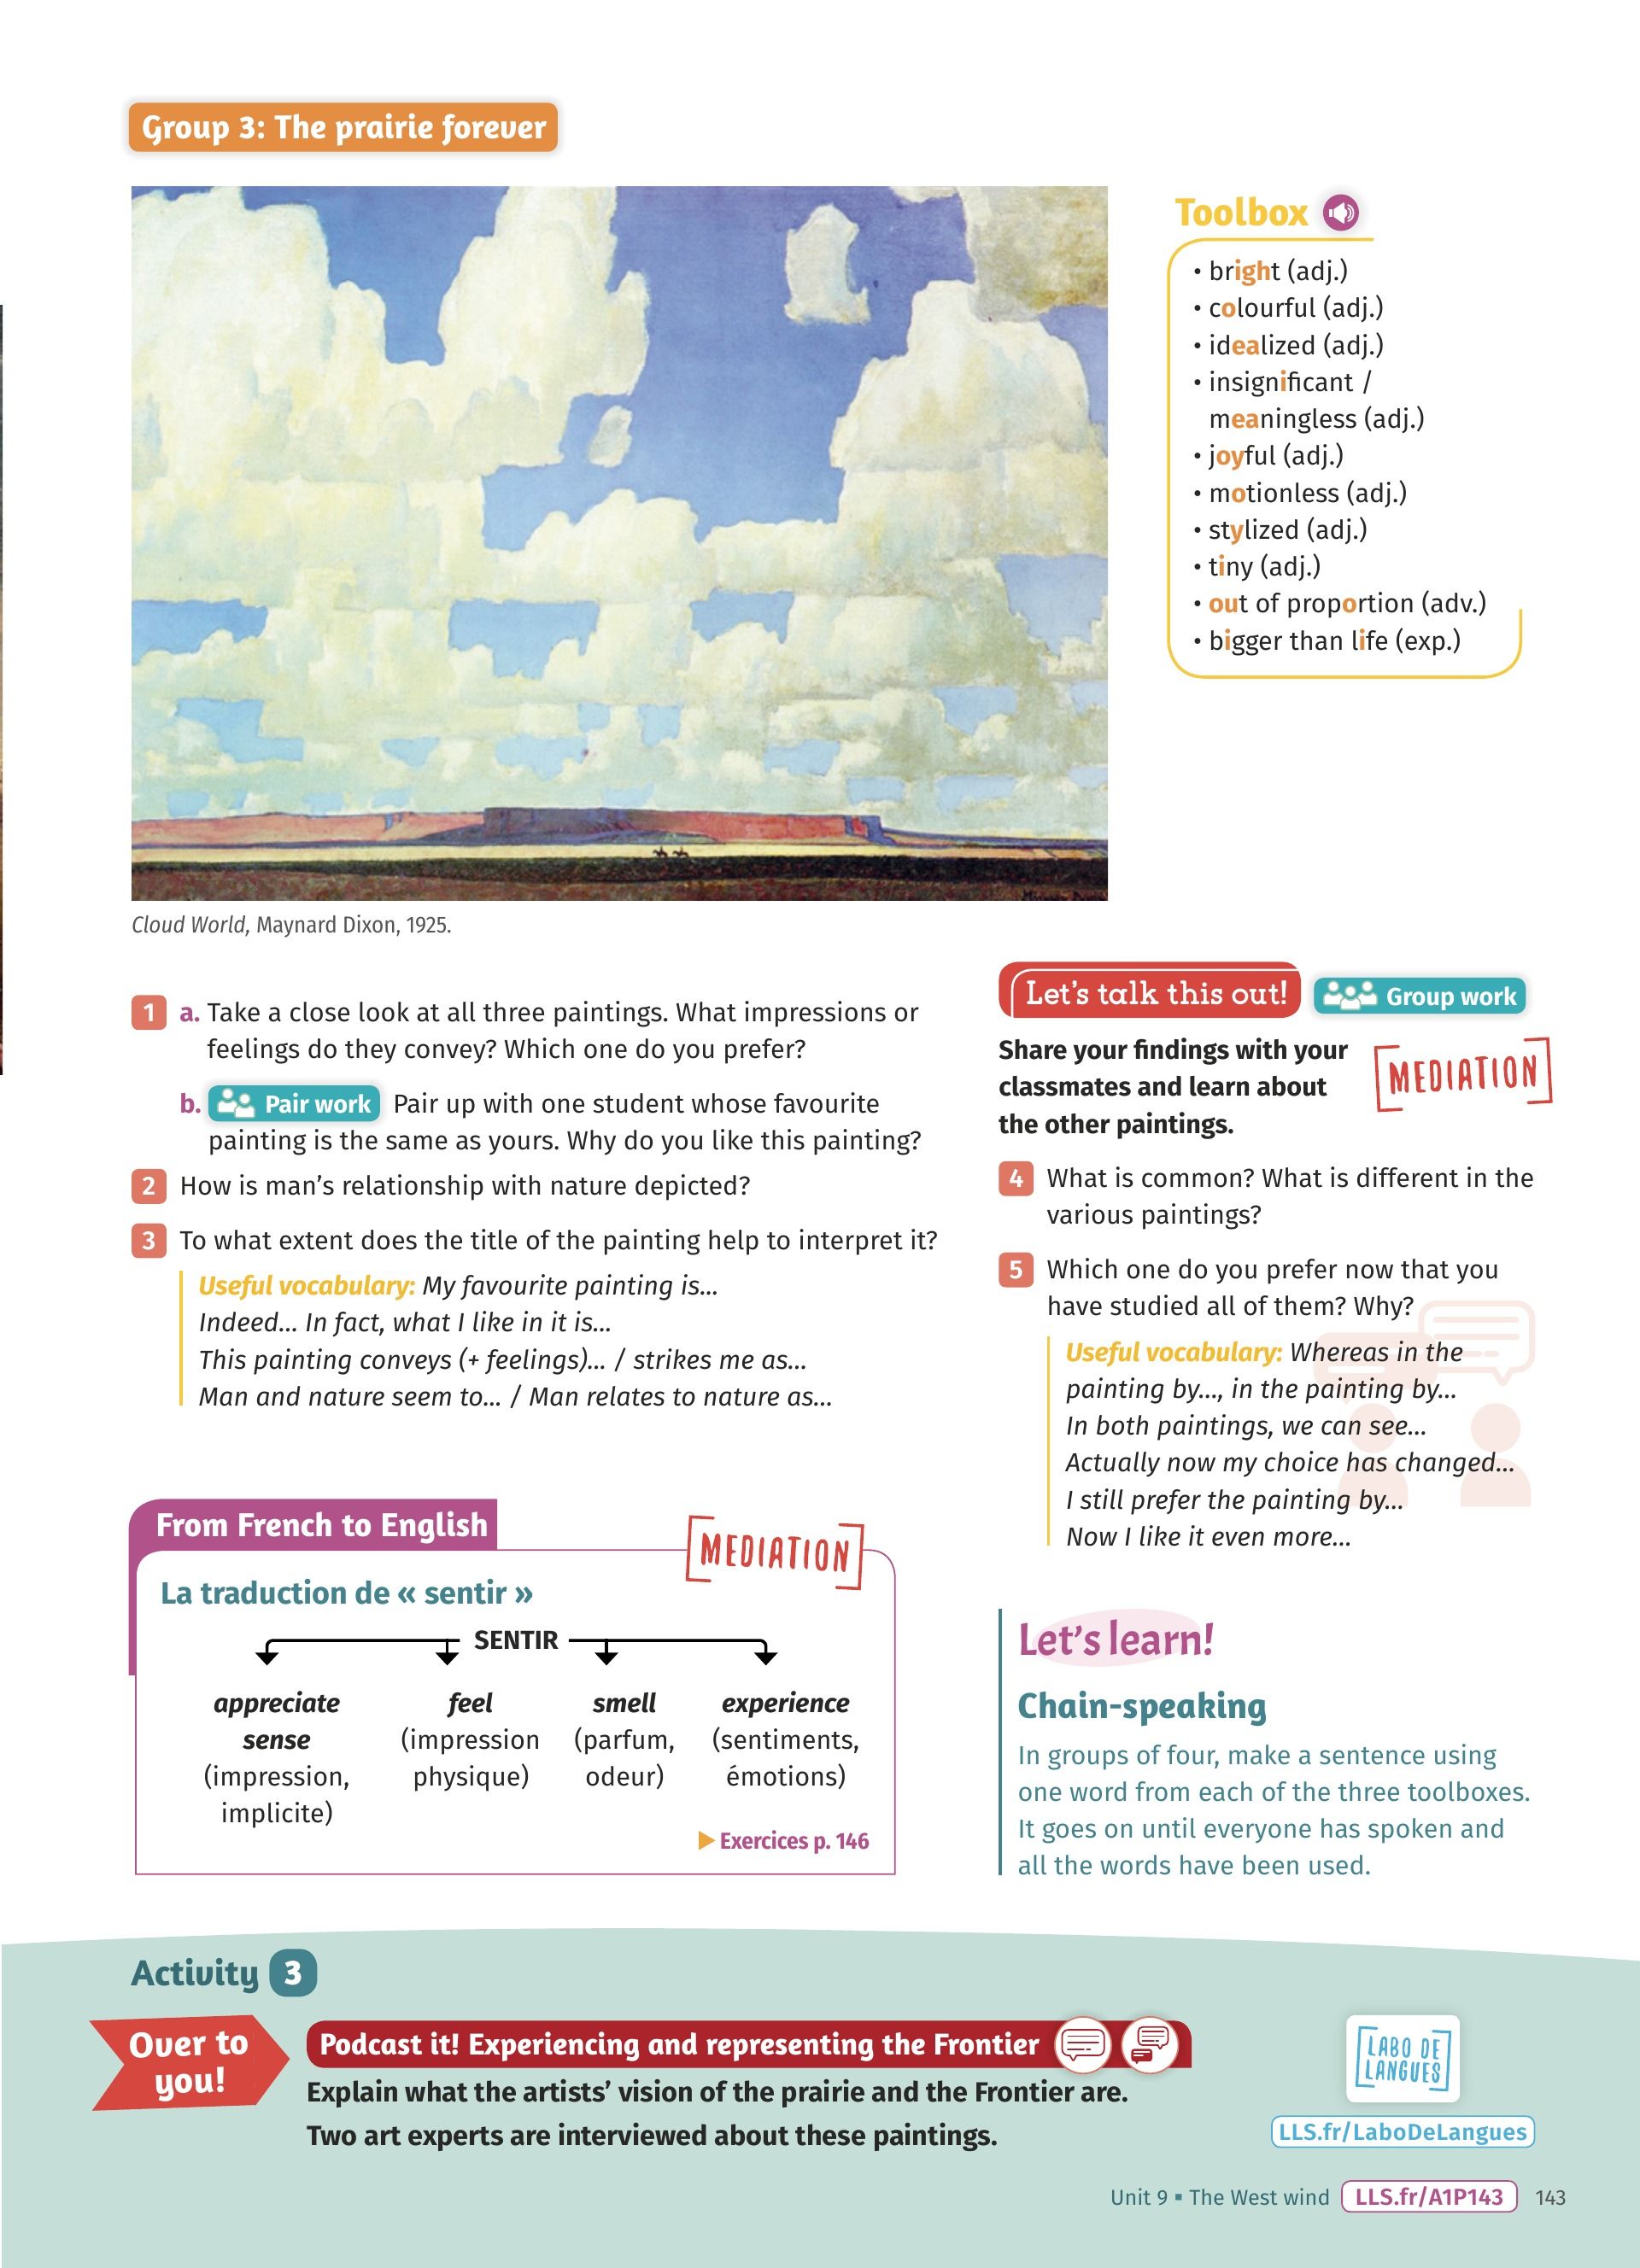 Group 3: The prairie forever
Toolbox
• bright (adj.)
• colourful (adj.)
• idealized (adj.)
• insignificant /
meaningless (adj.)
• joyful (adj.)
• motionless (adj.)
• stylized (adj.)
• tiny (adj.)
• out of proportion (adv.)
• bigger than life (exp.)
Cloud World, Maynard Dixon, 1925.
1 a. Take a close look at all three paintings. What impressions or
feelings do they convey? Which one do you prefer?
b. Pair work Pair up with one student whose favourite
painting is the same as yours. Why do you like this painting?
2 How is man’s relationship with nature depicted?
3 To what extent does the title of the painting help to interpret it?
Useful vocabulary: My favourite painting is…
Indeed… In fact, what I like in it is…
This painting conveys (+ feelings)… / strikes me as…
Man and nature seem to… / Man relates to nature as…
Let’s talk this out! Group work
Share your findings with your
classmates and learn about
the other paintings.
MEDIATION
4 What is common? What is different in the
various paintings?
5 Which one do you prefer now that you
have studied all of them? Why?
Useful vocabulary: Whereas in the
painting by…, in the painting by…
In both paintings, we can see…
Actually now my choice has changed…
I still prefer the painting by…
Now I like it even more…
From French to English
MEDIATION
La traduction de « sentir »
SENTIR
appreciate
sense
(impression,
implicite)
feel
(impression
physique)
smell
(parfum,
odeur)
experience
(sentiments,
émotions)
Exercices p. 146
Let’s learn!
Chain-speaking
In groups of four, make a sentence using
one word from each of the three toolboxes.
It goes on until everyone has spoken and
all the words have been used.
Activity 3
Over to
you!
Podcast it! Experiencing and representing the Frontier
Explain what the artists’ vision of the prairie and the Frontier are.
Two art experts are interviewed about these paintings.
LABO DE
LANGUES
LLS.fr/LaboDeLangues
Unit 9 ▪ The West wind LLS.fr/A1P143 143